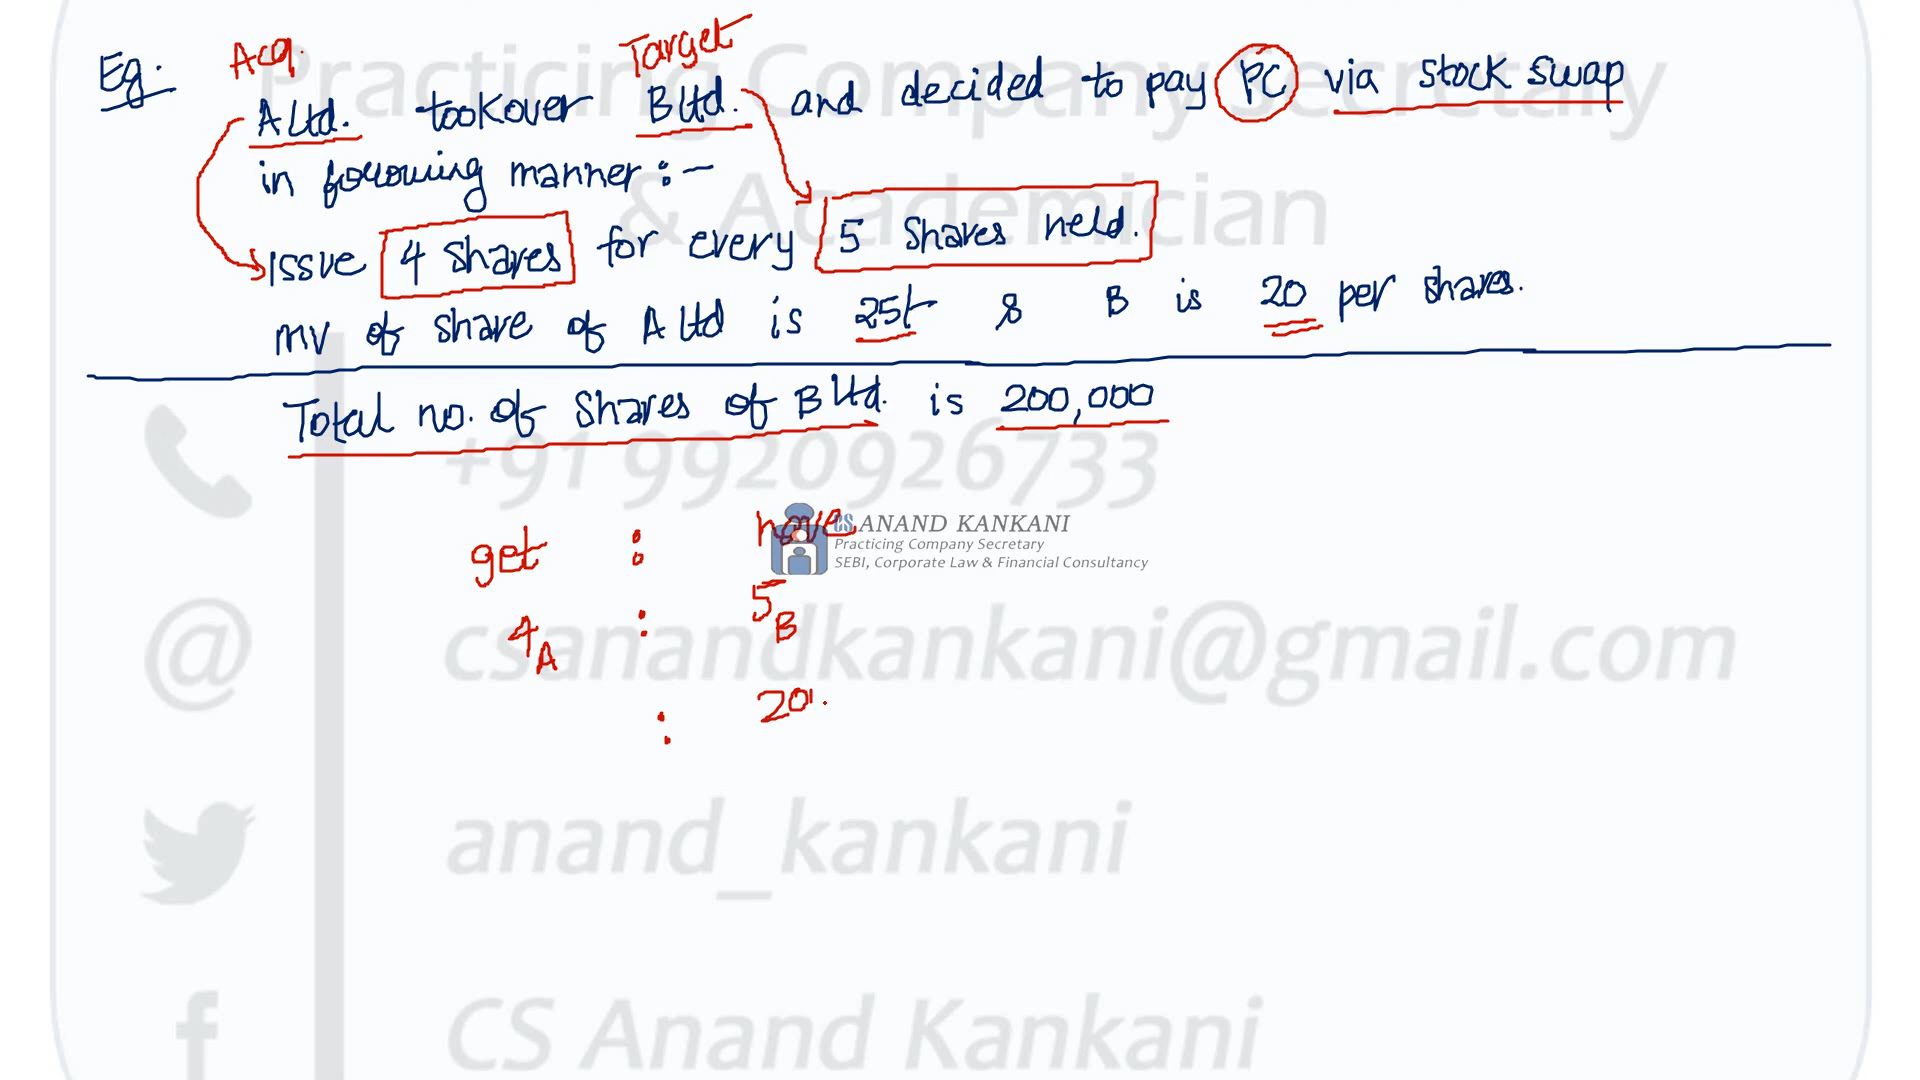 Acq. Target
Eg: A Ltd. tookover B Ltd. and decided to pay PC via stock swap
in following manner :-
Issue 4 shares for every 5 shares held.
MV of share of A Ltd is 25/- & B is 20 per shares.
Total no. of shares of B Ltd. is 200,000
get : have
4A : 5B
: 20
Practicing Company Secretary
& Academician
+91 9920926733
CS ANAND KANKANI
Practicing Company Secretary
SEBI, Corporate Law & Financial Consultancy
@ csanandkankani@gmail.com
anand_kankani
f CS Anand Kankani